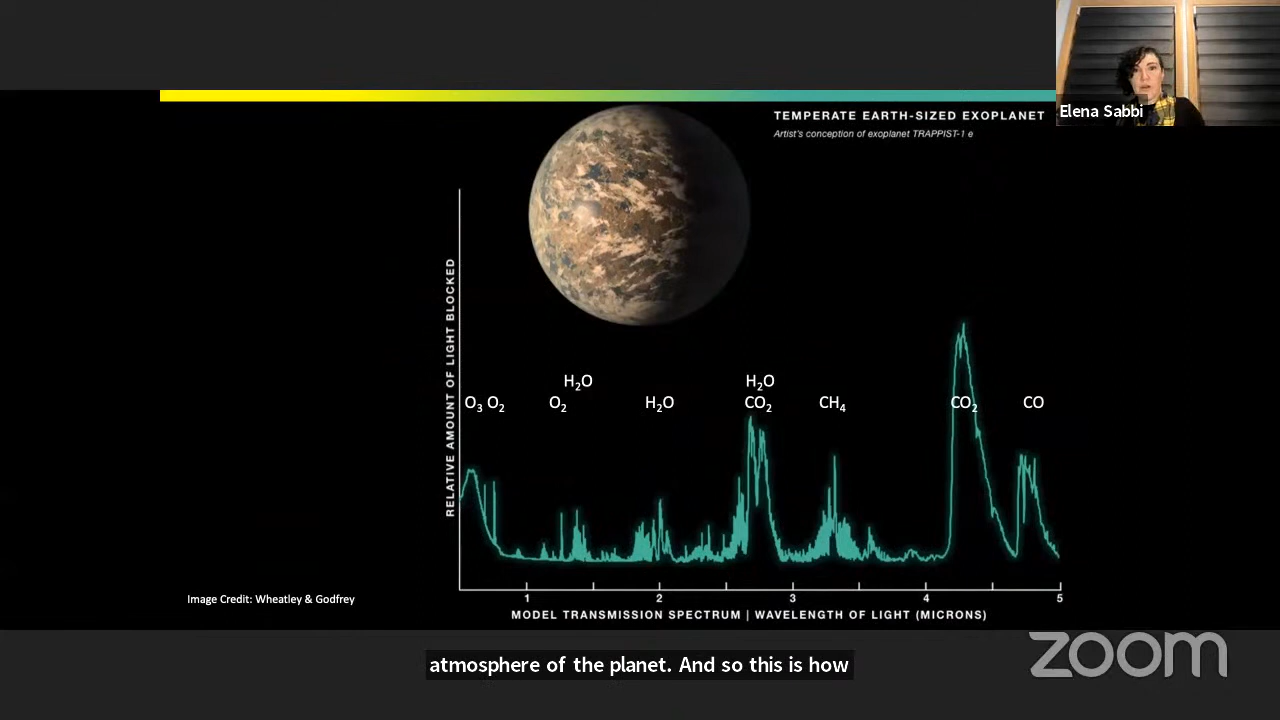 Elena Sabbi
TEMPERATE EARTH-SIZED EXOPLANET
Artist's conception of exoplanet TRAPPIST-1 e
RELATIVE AMOUNT OF LIGHT BLOCKED
H₂O H₂O
O₃ O₂ O₂ H₂O CO₂ CH₄ CO₂ CO
1 2 3 4 5
MODEL TRANSMISSION SPECTRUM | WAVELENGTH OF LIGHT (MICRONS)
Image Credit: Wheatley & Godfrey
atmosphere of the planet. And so this is how
zoom